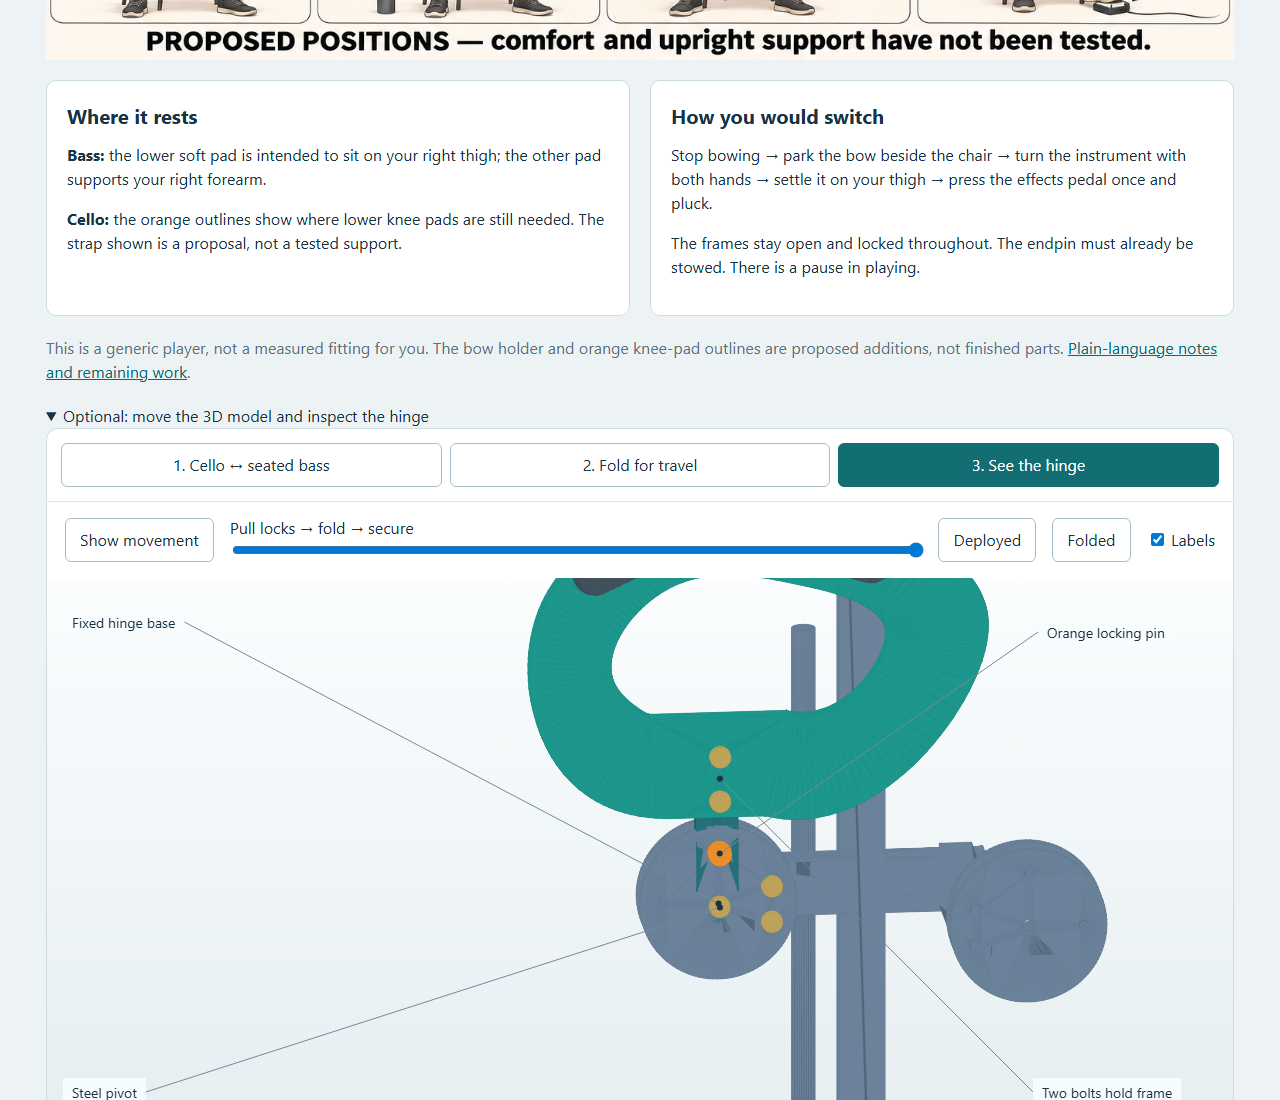 PROPOSED POSITIONS — comfort and upright support have not been tested.
Where it rests
Bass: the lower soft pad is intended to sit on your right thigh; the other pad
supports your right forearm.
Cello: the orange outlines show where lower knee pads are still needed. The
strap shown is a proposal, not a tested support.
How you would switch
Stop bowing → park the bow beside the chair → turn the instrument with
both hands → settle it on your thigh → press the effects pedal once and
pluck.
The frames stay open and locked throughout. The endpin must already be
stowed. There is a pause in playing.
This is a generic player, not a measured fitting for you. The bow holder and orange knee-pad outlines are proposed additions, not finished parts. Plain-language notes
and remaining work.
▼ Optional: move the 3D model and inspect the hinge
1. Cello ↔ seated bass
2. Fold for travel
3. See the hinge
Show movement
Pull locks → fold → secure
Deployed
Folded
Labels
Fixed hinge base
Orange locking pin
Steel pivot
Two bolts hold frame